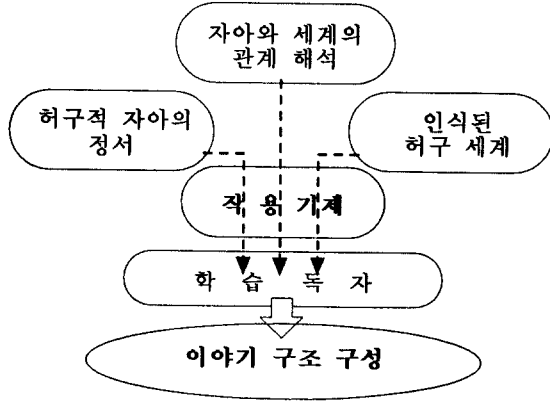 자아와 세계의
관계 해석
허구적 자아의
정서
인식된
허구 세계
작용 기제
학 습 독 자
이야기 구조 구성